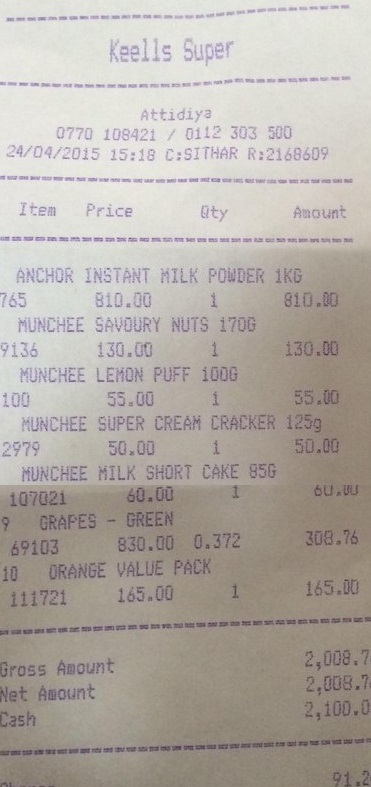 Keells Super
Attidiya
0770 108421 / 0112 303 500
24/04/2015 15:18 C:SITHAR R:2168609
Item Price Qty Amount
ANCHOR INSTANT MILK POWDER 1KG
765 810.00 1 810.00
MUNCHEE SAVOURY NUTS 170G
9136 130.00 1 130.00
MUNCHEE LEMON PUFF 100G
100 55.00 1 55.00
MUNCHEE SUPER CREAM CRACKER 125g
2979 50.00 1 50.00
MUNCHEE MILK SHORT CAKE 85G
107021 60.00 1 60.00
9 GRAPES - GREEN
69103 830.00 0.372 308.76
10 ORANGE VALUE PACK
111721 165.00 1 165.00
Gross Amount 2,008.7
Net Amount 2,008.7
Cash 2,100.0
91.2